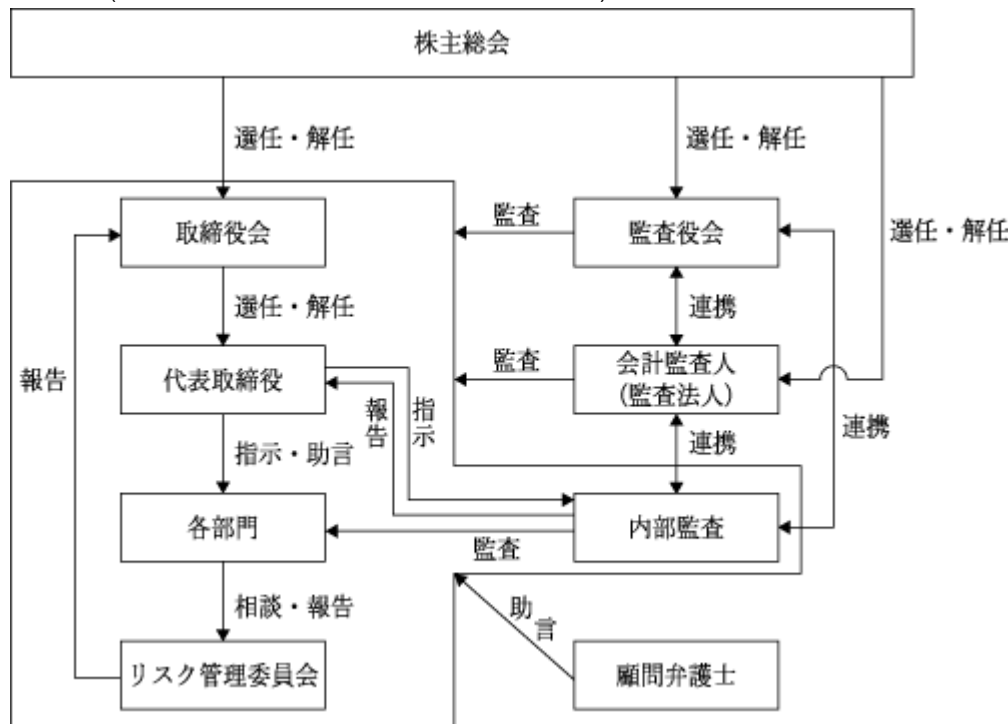 株主総会
選任・解任
選任・解任
選任・解任
取締役会
監査
監査役会
選任・解任
連携
報告
代表取締役
監査
会計監査人
(監査法人)
報告
指示
連携
指示・助言
連携
各部門
内部監査
監査
相談・報告
助言
リスク管理委員会
顧問弁護士